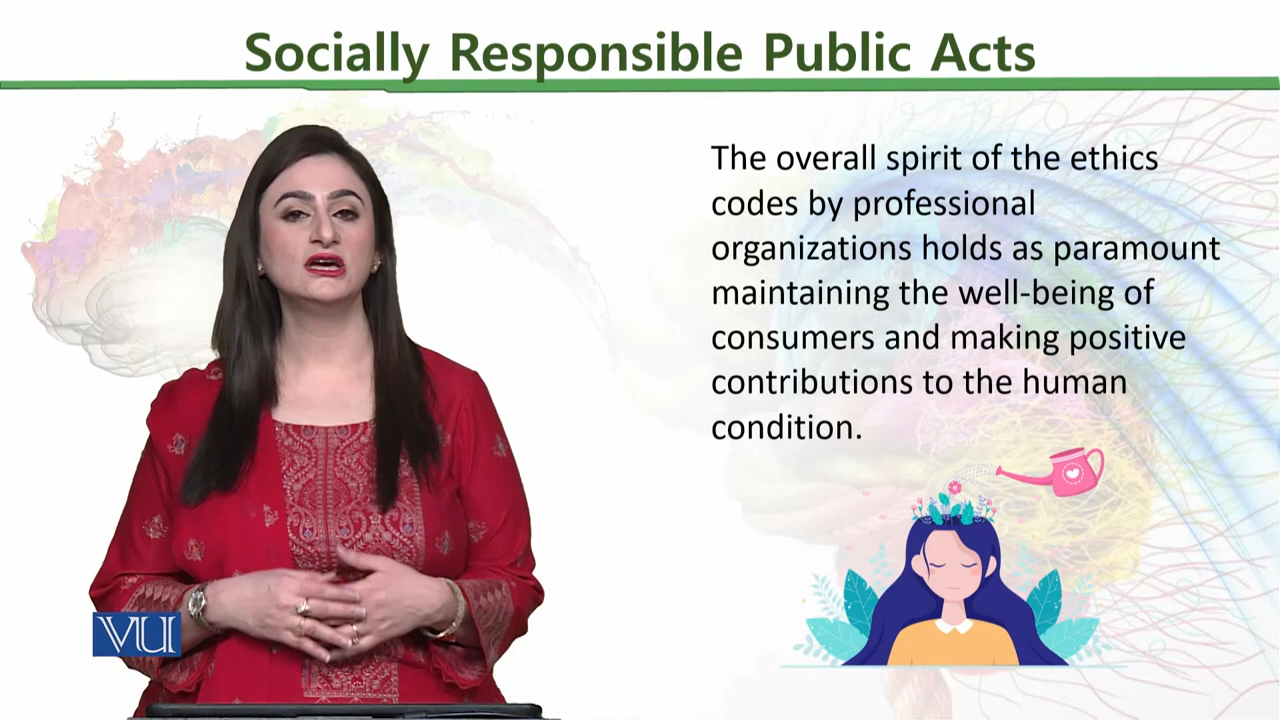 Socially Responsible Public Acts
The overall spirit of the ethics
codes by professional
organizations holds as paramount
maintaining the well-being of
consumers and making positive
contributions to the human
condition.
VU